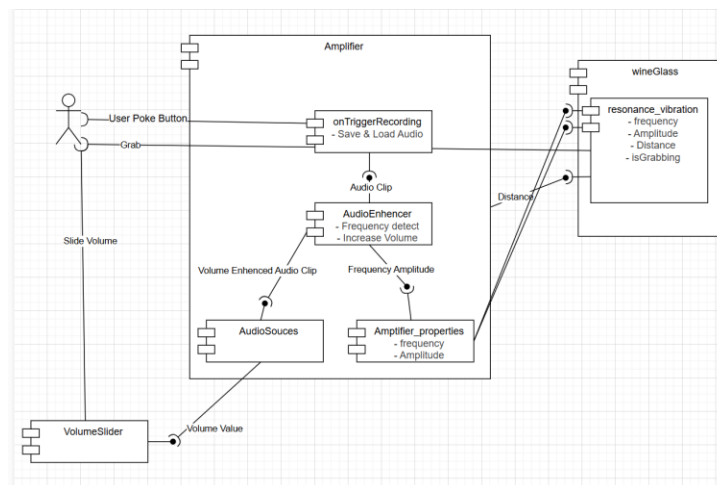 Amplifier
wineGlass
User Poke Button
onTriggerRecording
- Save & Load Audio
resonance_vibration
- frequency
- Amplitude
- Distance
- isGrabbing
Grab
Audio Clip
Distance
AudioEnhencer
- Frequency detect
- Increase Volume
Slide Volume
Volume Enhanced Audio Clip
Frequency Amplitude
AudioSouces
Amptifier_properties
- frequency
- Amplitude
VolumeSlider
Volume Value